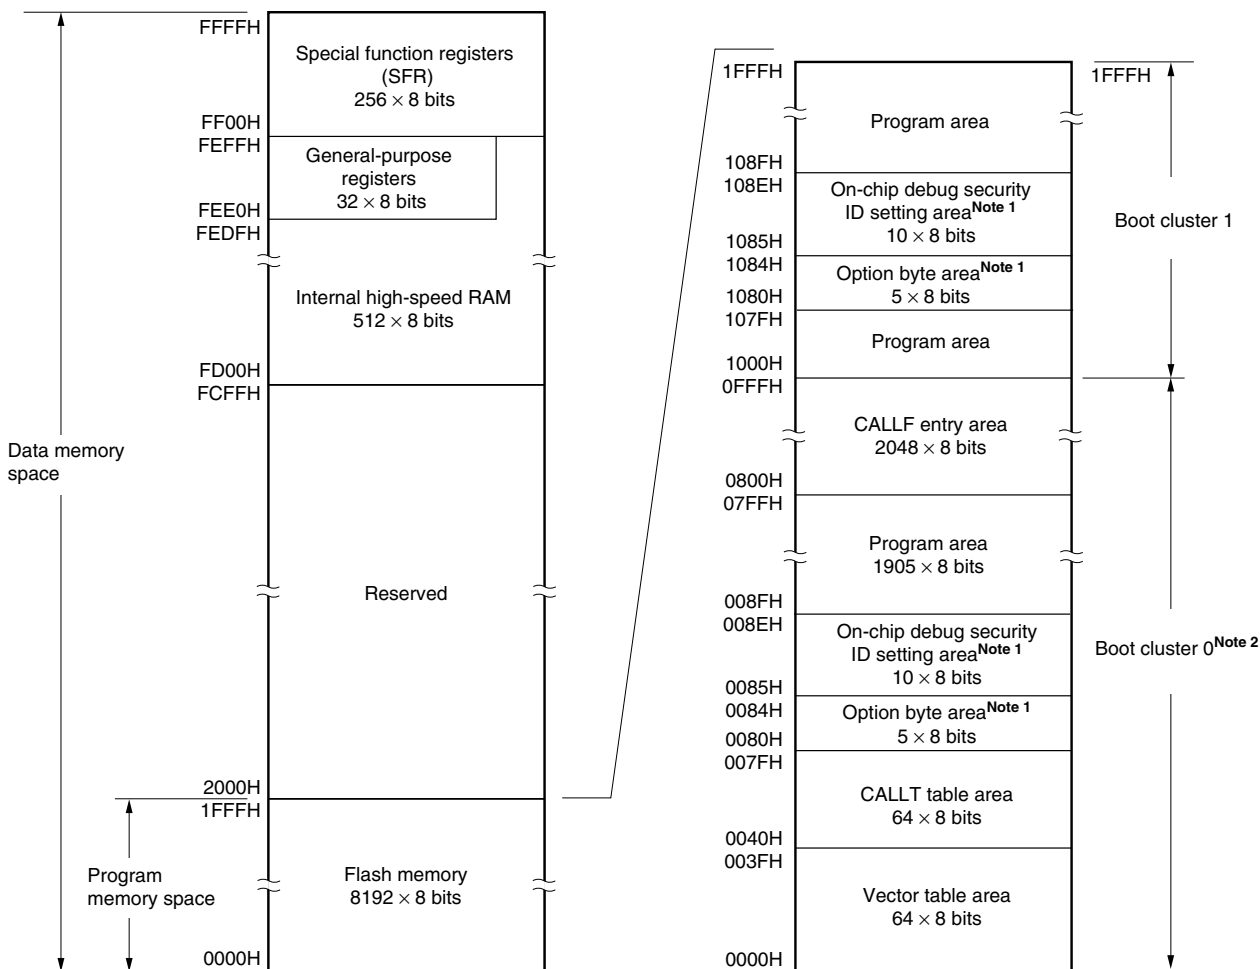 FFFFH
Special function registers
(SFR)
256 × 8 bits
FF00H
FEFFH
General-purpose
registers
32 × 8 bits
FEE0H
FEDFH
Internal high-speed RAM
512 × 8 bits
FD00H
FCFFH
Data memory
space
Reserved
2000H
1FFFH
Program
memory space
Flash memory
8192 × 8 bits
0000H
1FFFH
1FFFH
Program area
108FH
108EH
On-chip debug security
ID setting areaNote 1
10 × 8 bits
Boot cluster 1
1085H
1084H
Option byte areaNote 1
5 × 8 bits
1080H
107FH
Program area
1000H
0FFFH
CALLF entry area
2048 × 8 bits
0800H
07FFH
Program area
1905 × 8 bits
008FH
008EH
On-chip debug security
ID setting areaNote 1
10 × 8 bits
Boot cluster 0Note 2
0085H
0084H
Option byte areaNote 1
5 × 8 bits
0080H
007FH
CALLT table area
64 × 8 bits
0040H
003FH
Vector table area
64 × 8 bits
0000H